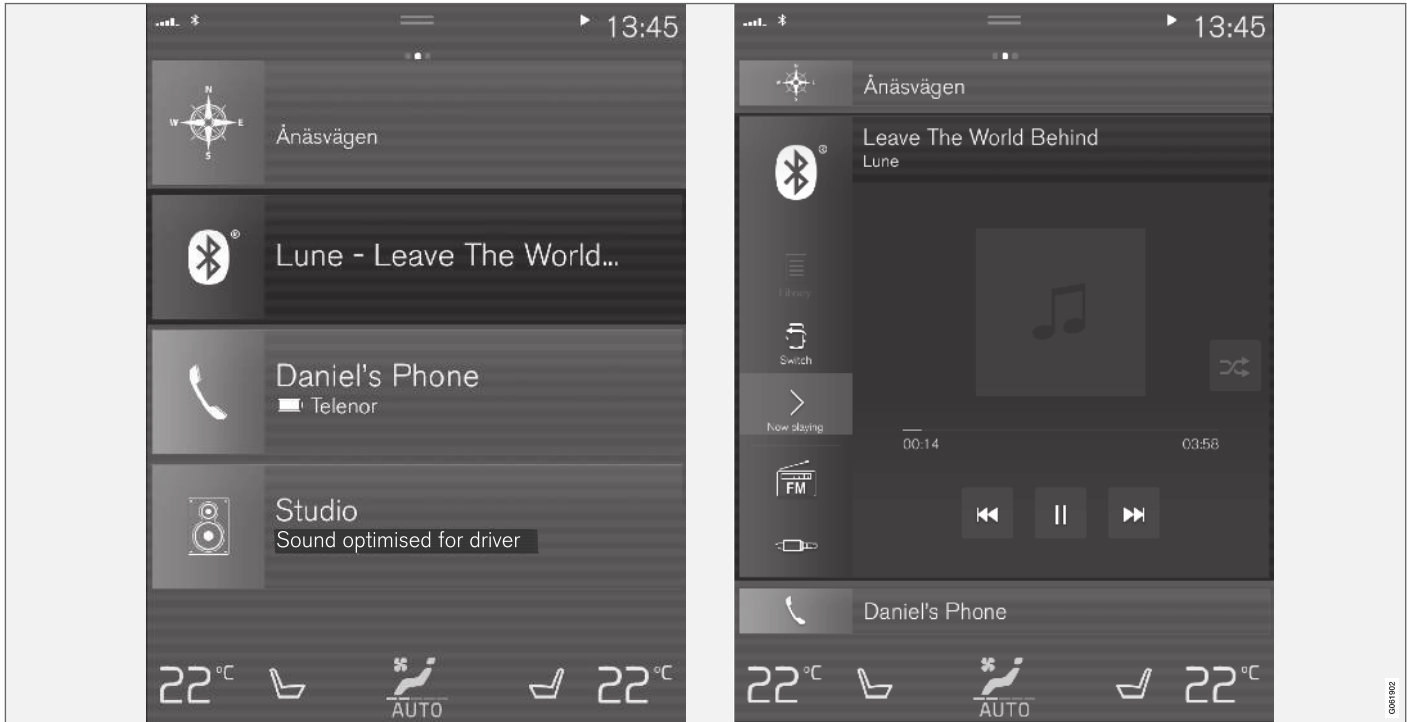 13:45
N
W E
S
Ånäsvägen
®
Lune - Leave The World...
Daniel's Phone
Telenor
Studio
Sound optimised for driver
22°C
AUTO
22°C
13:45
N
W E
S
Ånäsvägen
®
Leave The World Behind
Lune
Library
Switch
Now playing
00:14
03:58
FM
Daniel's Phone
22°C
AUTO
22°C
G061902